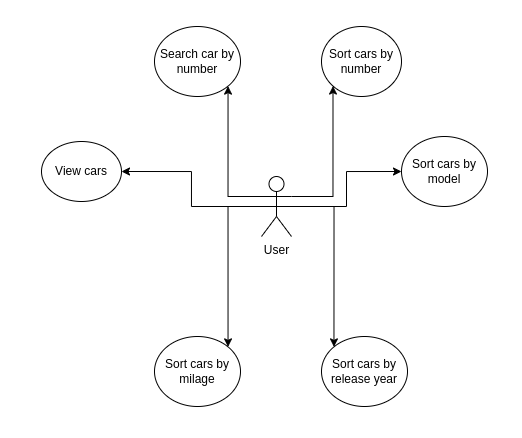 Search car by
number
Sort cars by
number
View cars
Sort cars by
model
User
Sort cars by
milage
Sort cars by
release year